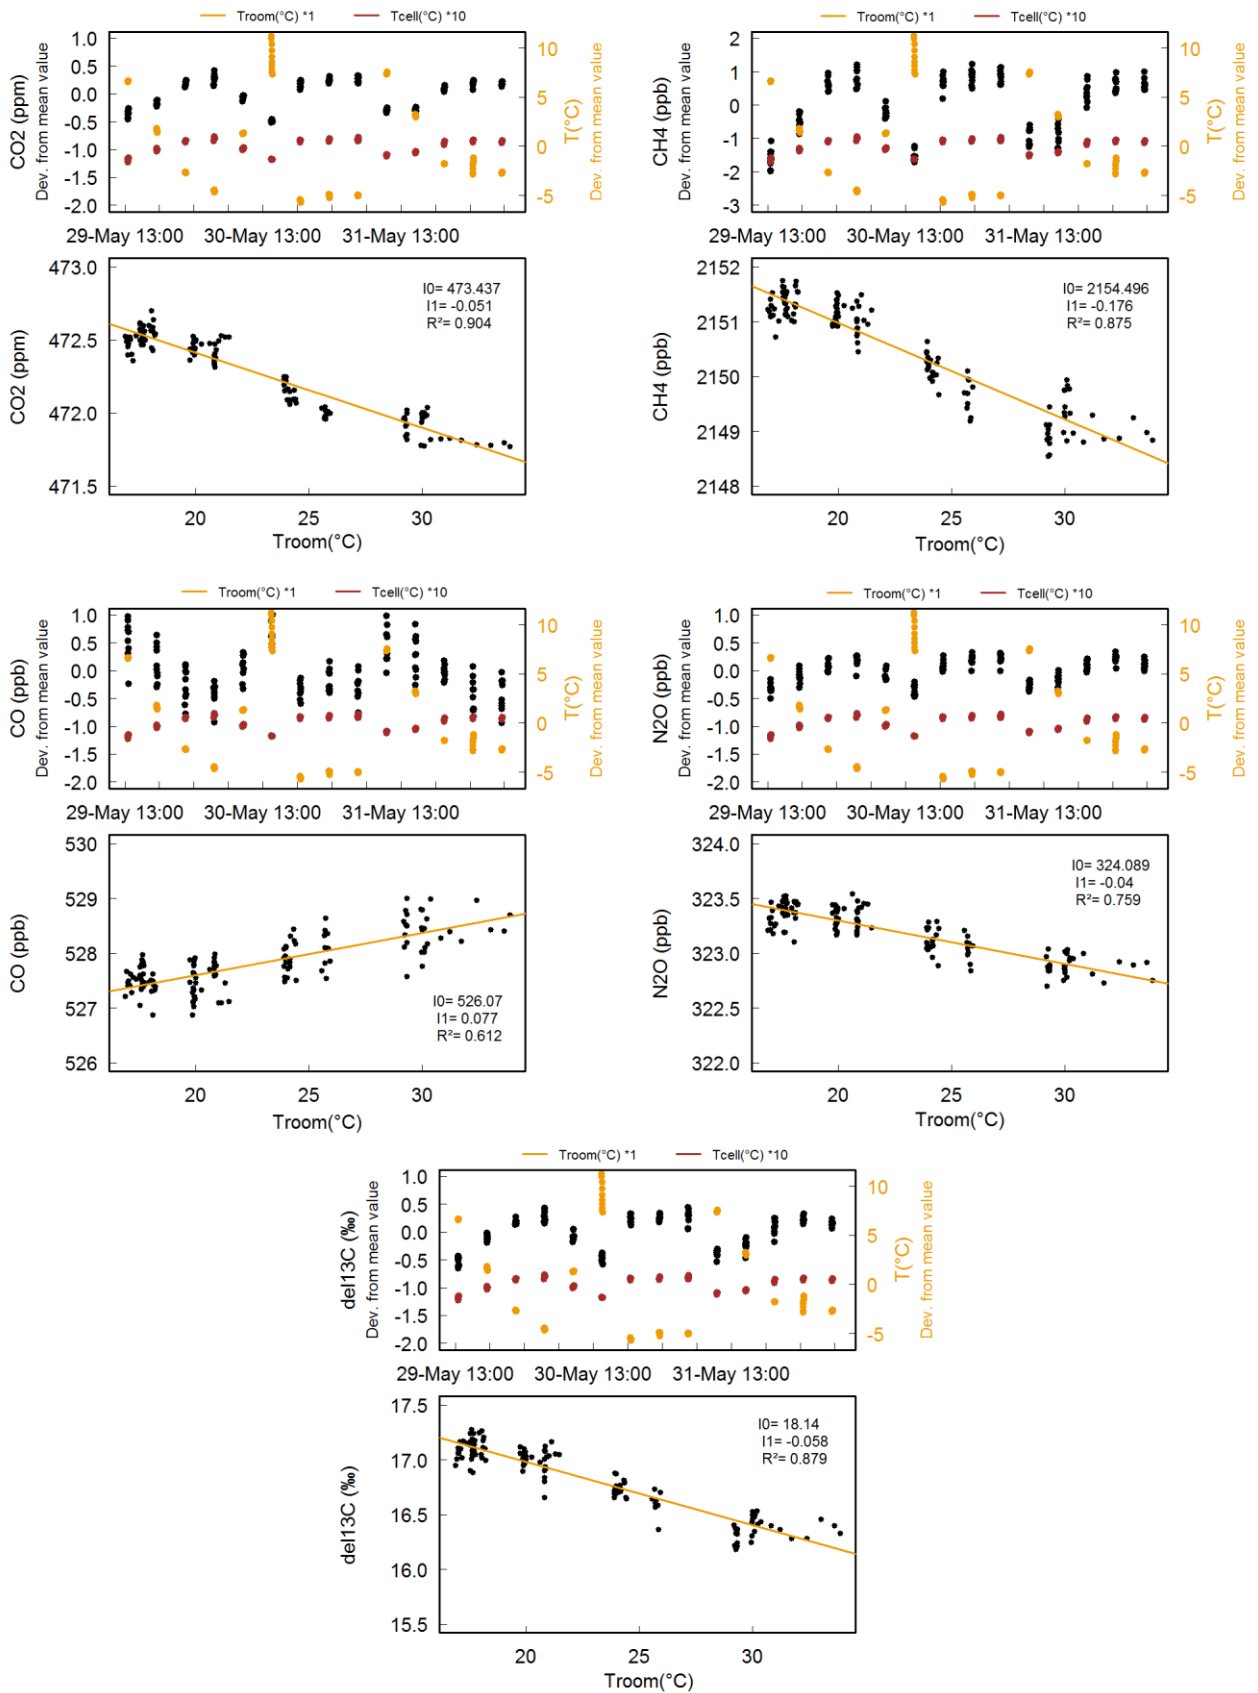 Troom(°C) *1 Tcell(°C) *10
CO2 (ppm)
Dev. from mean value
1.0
0.5
0.0
-0.5
-1.0
-1.5
-2.0
10
5
0
-5
T(°C)
Dev. from mean value
29-May 13:00 30-May 13:00 31-May 13:00
CO2 (ppm)
473.0
472.5
472.0
471.5
I0= 473.437
I1= -0.051
R²= 0.904
20 25 30
Troom(°C)
Troom(°C) *1 Tcell(°C) *10
CH4 (ppb)
Dev. from mean value
2
1
0
-1
-2
-3
10
5
0
-5
T(°C)
Dev. from mean value
29-May 13:00 30-May 13:00 31-May 13:00
CH4 (ppb)
2152
2151
2150
2149
2148
I0= 2154.496
I1= -0.176
R²= 0.875
20 25 30
Troom(°C)
Troom(°C) *1 Tcell(°C) *10
CO (ppb)
Dev. from mean value
1.0
0.5
0.0
-0.5
-1.0
-1.5
-2.0
10
5
0
-5
T(°C)
Dev. from mean value
29-May 13:00 30-May 13:00 31-May 13:00
CO (ppb)
530
529
528
527
526
I0= 526.07
I1= 0.077
R²= 0.612
20 25 30
Troom(°C)
Troom(°C) *1 Tcell(°C) *10
N2O (ppb)
Dev. from mean value
1.0
0.5
0.0
-0.5
-1.0
-1.5
-2.0
10
5
0
-5
T(°C)
Dev. from mean value
29-May 13:00 30-May 13:00 31-May 13:00
N2O (ppb)
324.0
323.5
323.0
322.5
322.0
I0= 324.089
I1= -0.04
R²= 0.759
20 25 30
Troom(°C)
Troom(°C) *1 Tcell(°C) *10
del13C (‰)
Dev. from mean value
1.0
0.5
0.0
-0.5
-1.0
-1.5
-2.0
10
5
0
-5
T(°C)
Dev. from mean value
29-May 13:00 30-May 13:00 31-May 13:00
del13C (‰)
17.5
17.0
16.5
16.0
15.5
I0= 18.14
I1= -0.058
R²= 0.879
20 25 30
Troom(°C)